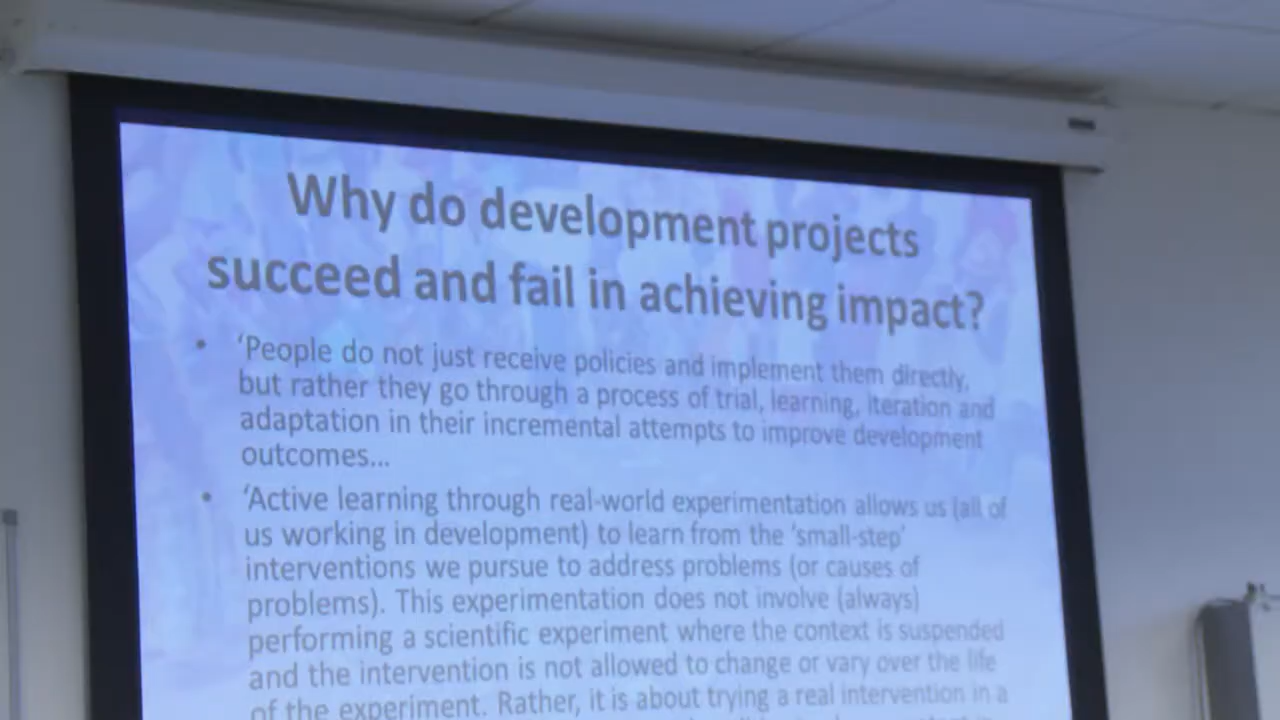 Why do development projects
succeed and fail in achieving impact?
• ‘People do not just receive policies and implement them directly,
but rather they go through a process of trial, learning, iteration and
adaptation in their incremental attempts to improve development
outcomes...
• ‘Active learning through real-world experimentation allows us (all of
us working in development) to learn from the ‘small-step’
interventions we pursue to address problems (or causes of
problems). This experimentation does not involve (always)
performing a scientific experiment where the context is suspended
and the intervention is not allowed to change or vary over the life
of the experiment. Rather, it is about trying a real intervention in a